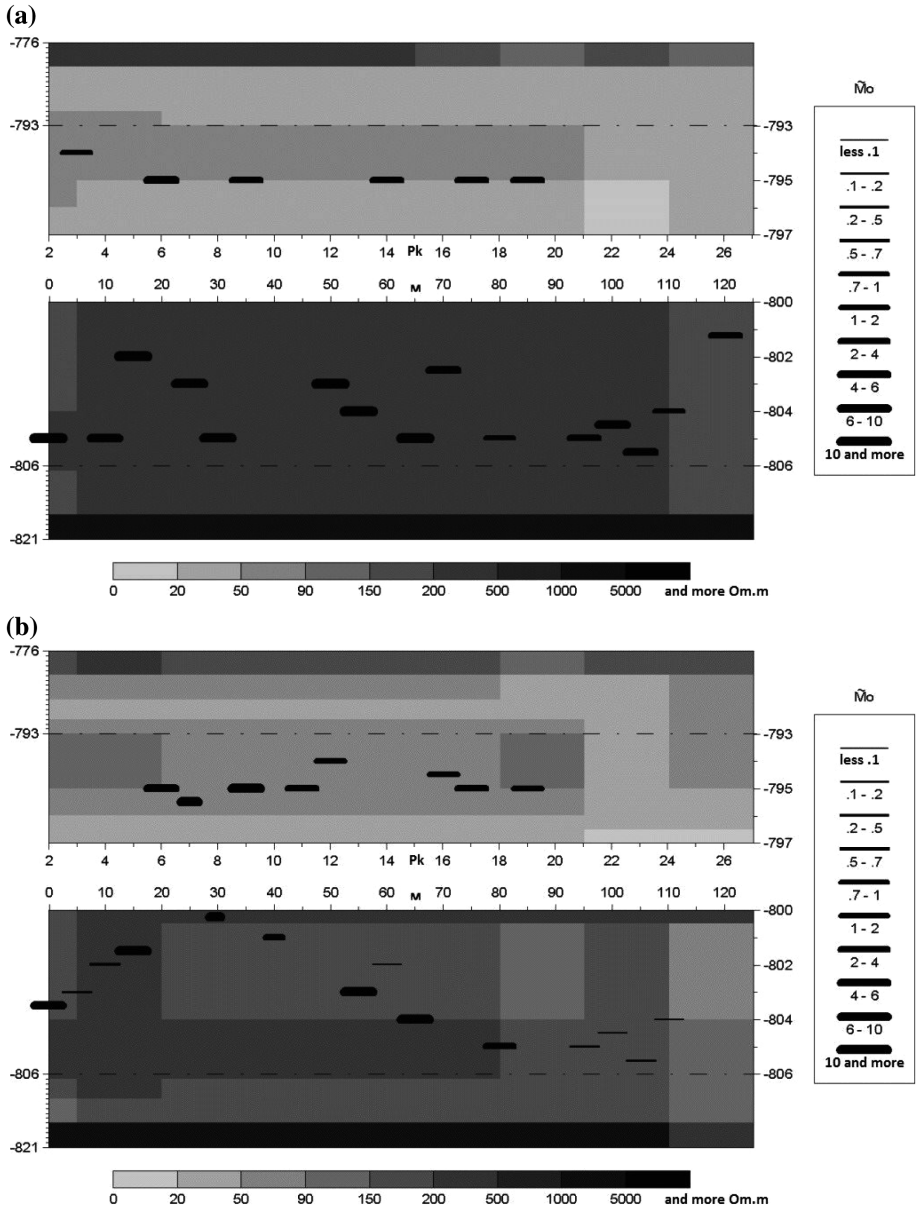 (a)
-776
-793 -793
-795 -795
-797
2 4 6 8 10 12 Pk 14 16 18 20 22 24 26
M̃o
less .1
.1 - .2
.2 - .5
.5 - .7
.7 - 1
1 - 2
2 - 4
4 - 6
6 - 10
10 and more
0 10 20 30 40 50 60 м 70 80 90 100 110 120
-800
-802
-804
-806 -806
-821
0 20 50 90 150 200 500 1000 5000 and more Om.m
(b)
-776
-793 -793
-795 -795
-797
2 4 6 8 10 12 Pk 14 16 18 20 22 24 26
M̃o
less .1
.1 - .2
.2 - .5
.5 - .7
.7 - 1
1 - 2
2 - 4
4 - 6
6 - 10
10 and more
0 10 20 30 40 50 60 м 70 80 90 100 110 120
-800
-802
-804
-806 -806
-821
0 20 50 90 150 200 500 1000 5000 and more Om.m